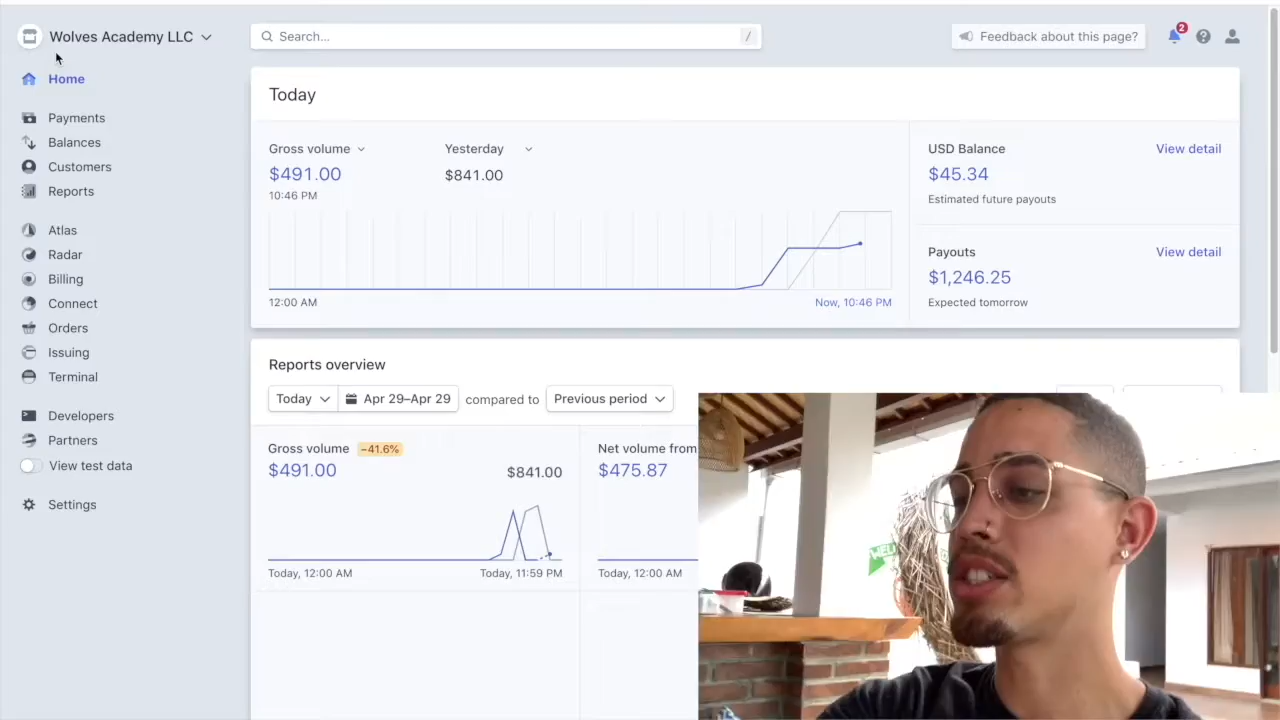 Wolves Academy LLC
Search...
/
Feedback about this page?
2
Home
Payments
Balances
Customers
Reports
Atlas
Radar
Billing
Connect
Orders
Issuing
Terminal
Developers
Partners
View test data
Settings
Today
Gross volume
Yesterday
$491.00
$841.00
10:46 PM
12:00 AM
Now, 10:46 PM
USD Balance
View detail
$45.34
Estimated future payouts
Payouts
View detail
$1,246.25
Expected tomorrow
Reports overview
Today
Apr 29–Apr 29
compared to
Previous period
Gross volume
−41.6%
$491.00
$841.00
Today, 12:00 AM
Today, 11:59 PM
Net volume from
$475.87
Today, 12:00 AM